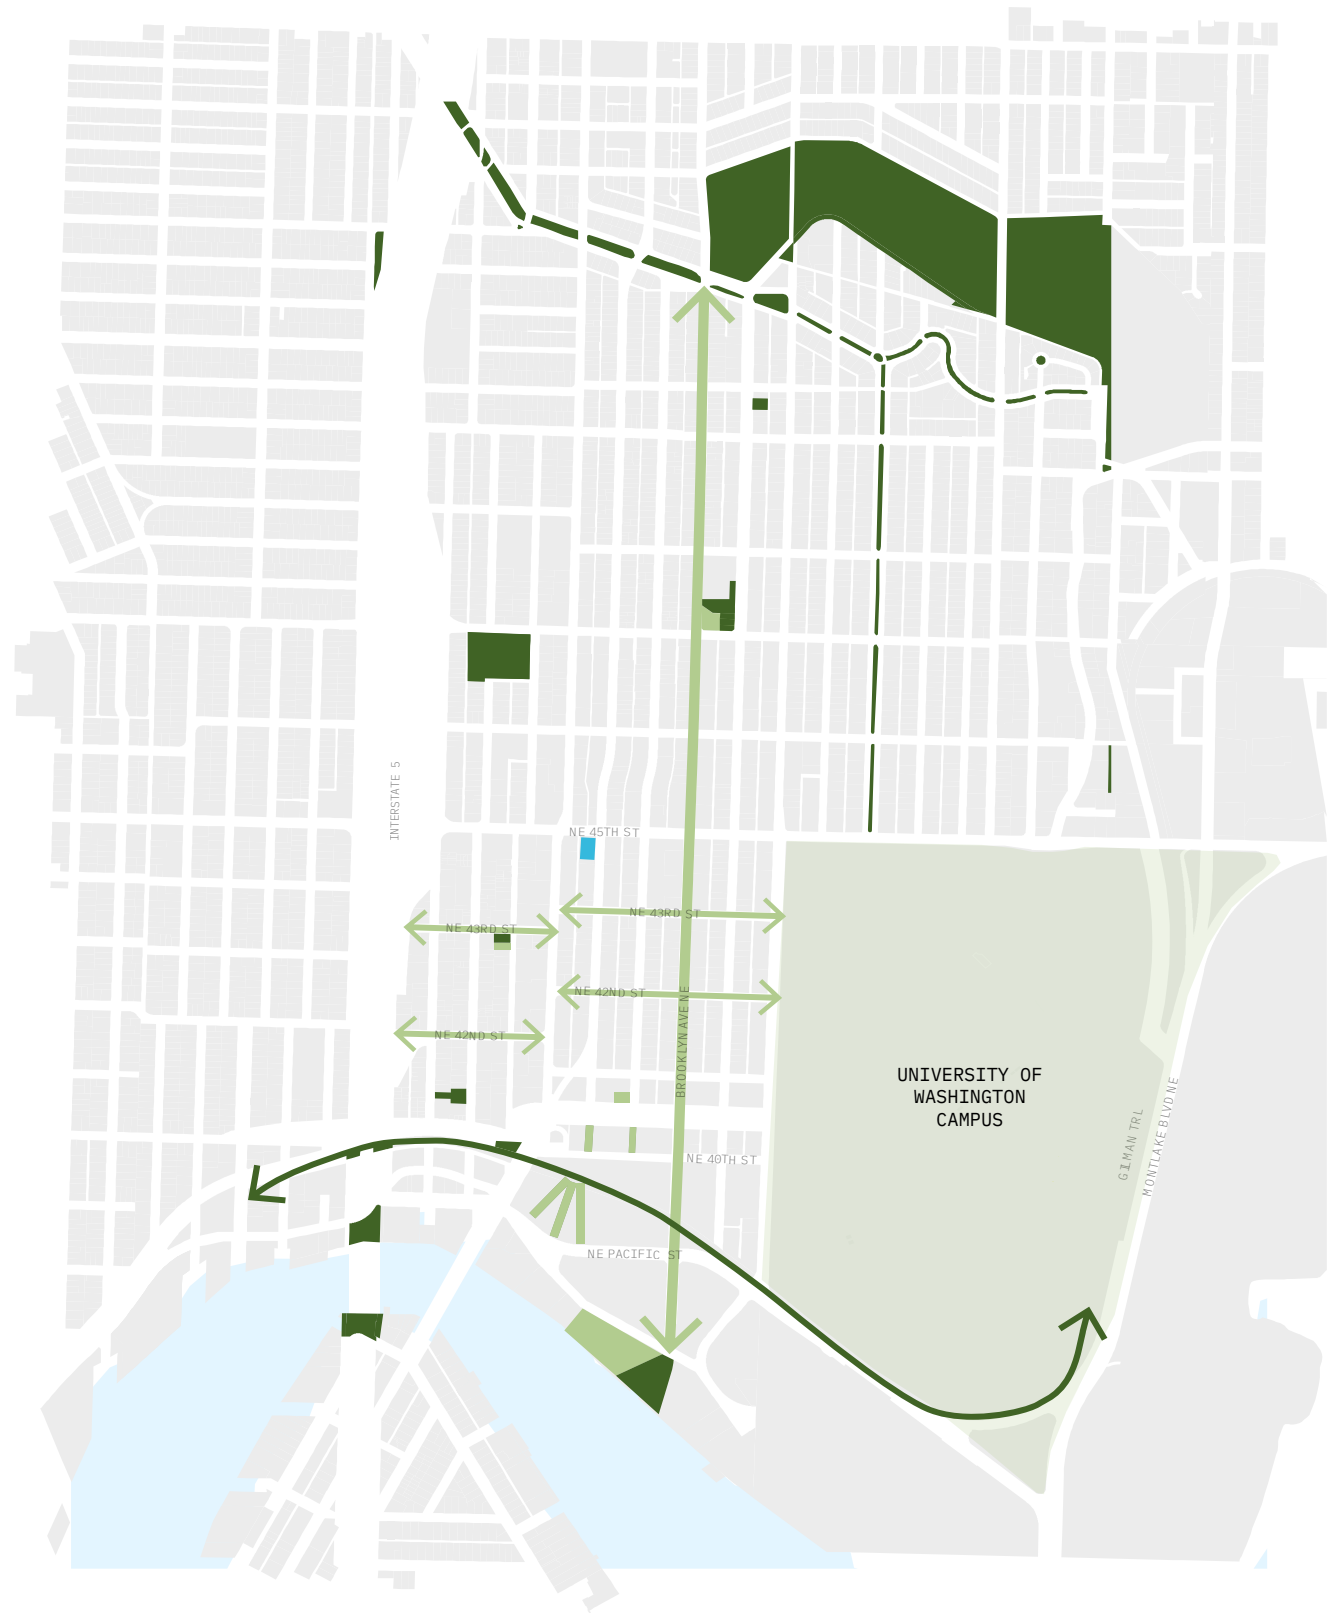 INTERSTATE 5
NE 45TH ST
NE 43RD ST
NE 43RD ST
NE 42ND ST
NE 42ND ST
BROOKLYN AVE NE
UNIVERSITY OF
WASHINGTON
CAMPUS
GILMAN TRL
MONTLAKE BLVD NE
NE 40TH ST
NE PACIFIC ST